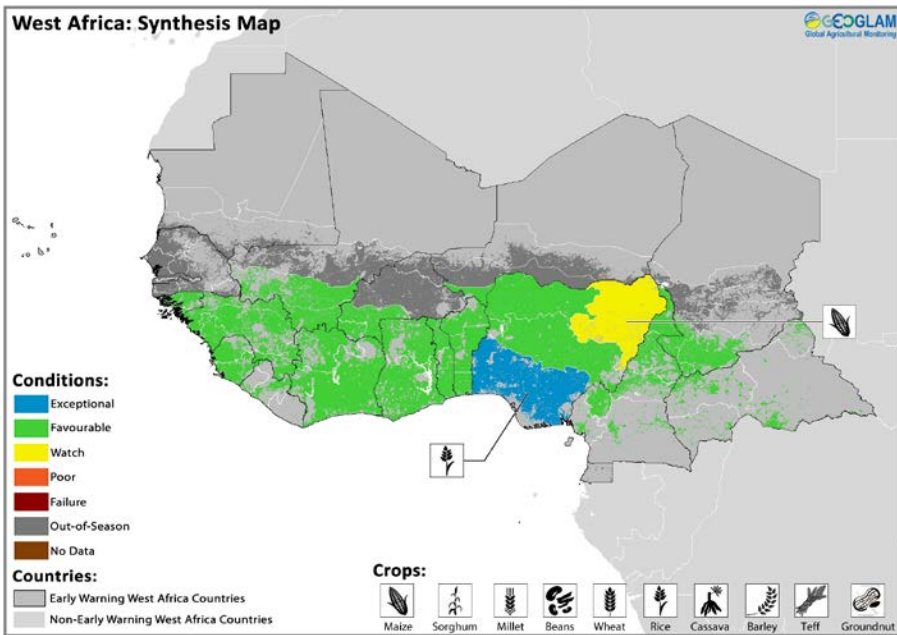 West Africa: Synthesis Map
GEOGLAM
Global Agricultural Monitoring
Conditions:
Exceptional
Favourable
Watch
Poor
Failure
Out-of-Season
No Data
Countries:
Early Warning West Africa Countries
Non-Early Warning West Africa Countries
Crops:
Maize Sorghum Millet Beans Wheat Rice Cassava Barley Teff Groundnut